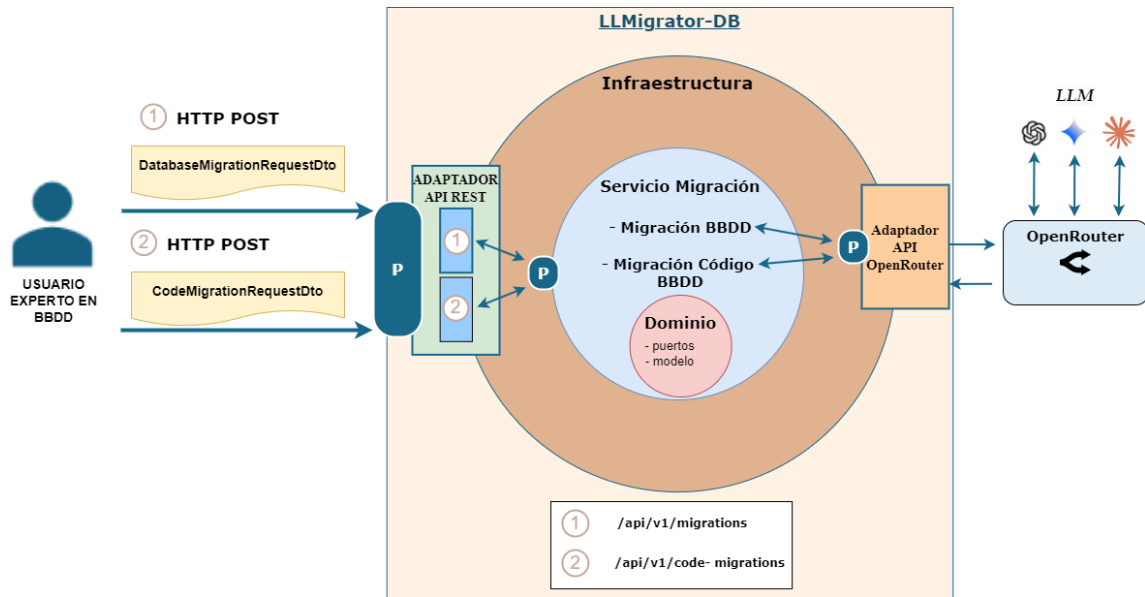 LLMigrator-DB
Infraestructura
1 HTTP POST
DatabaseMigrationRequestDto
2 HTTP POST
CodeMigrationRequestDto
USUARIO
EXPERTO EN
BBDD
P
ADAPTADOR
API REST
1
2
P
Servicio Migración
- Migración BBDD
- Migración Código
BBDD
Dominio
- puertos
- modelo
P
Adaptador
API
OpenRouter
LLM
OpenRouter
1 /api/v1/migrations
2 /api/v1/code- migrations